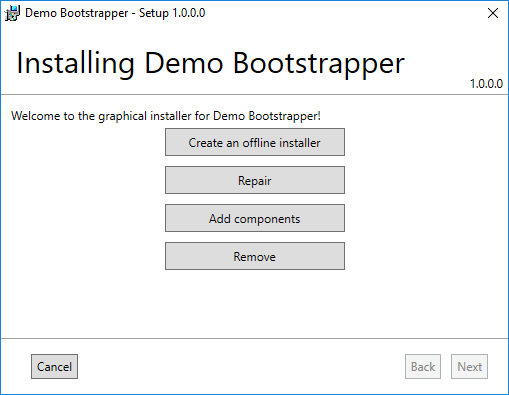 Demo Bootstrapper - Setup 1.0.0.0
Installing Demo Bootstrapper
1.0.0.0
Welcome to the graphical installer for Demo Bootstrapper!
Create an offline installer
Repair
Add components
Remove
Cancel
Back
Next